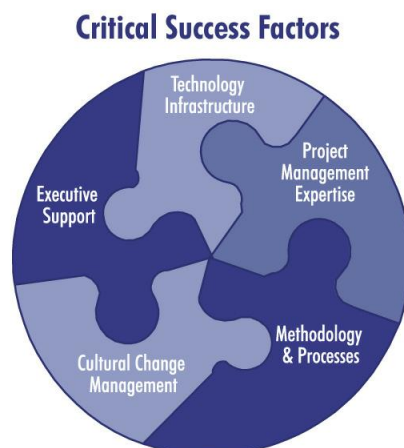 Critical Success Factors
Technology
Infrastructure
Project
Management
Expertise
Executive
Support
Methodology
& Processes
Cultural Change
Management